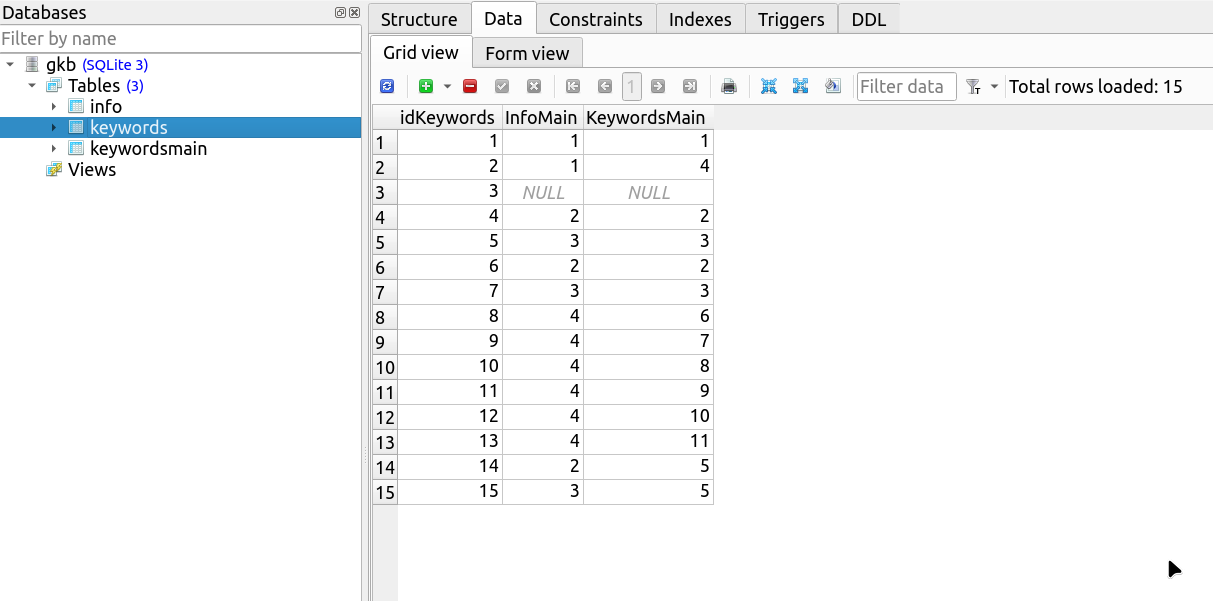 Databases
Filter by name
gkb (SQLite 3)
Tables (3)
info
keywords
keywordsmain
Views
Structure Data Constraints Indexes Triggers DDL
Grid view Form view
1 Filter data T Total rows loaded: 15
idKeywords InfoMain KeywordsMain
1 1 1 1
2 2 1 4
3 3 NULL NULL
4 4 2 2
5 5 3 3
6 6 2 2
7 7 3 3
8 8 4 6
9 9 4 7
10 10 4 8
11 11 4 9
12 12 4 10
13 13 4 11
14 14 2 5
15 15 3 5